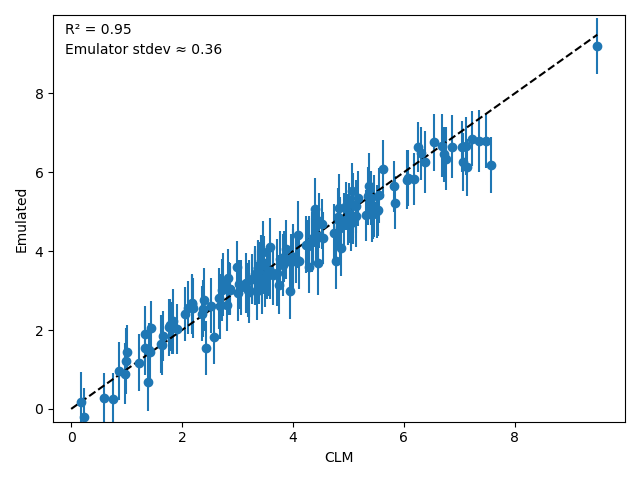 R² = 0.95
Emulator stdev ≈ 0.36
Emulated
8
6
4
2
0
0 2 4 6 8
CLM